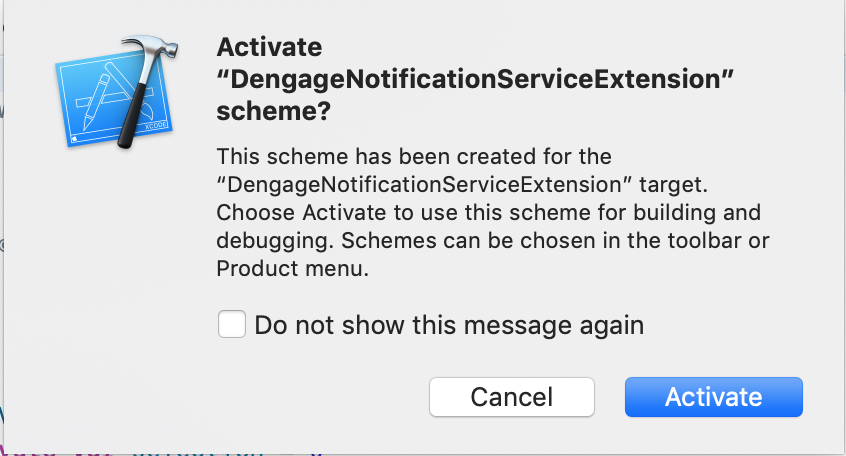 Activate
“DengageNotificationServiceExtension”
scheme?
This scheme has been created for the
“DengageNotificationServiceExtension” target.
Choose Activate to use this scheme for building and
debugging. Schemes can be chosen in the toolbar or
Product menu.
Do not show this message again
Cancel
Activate
XCODE